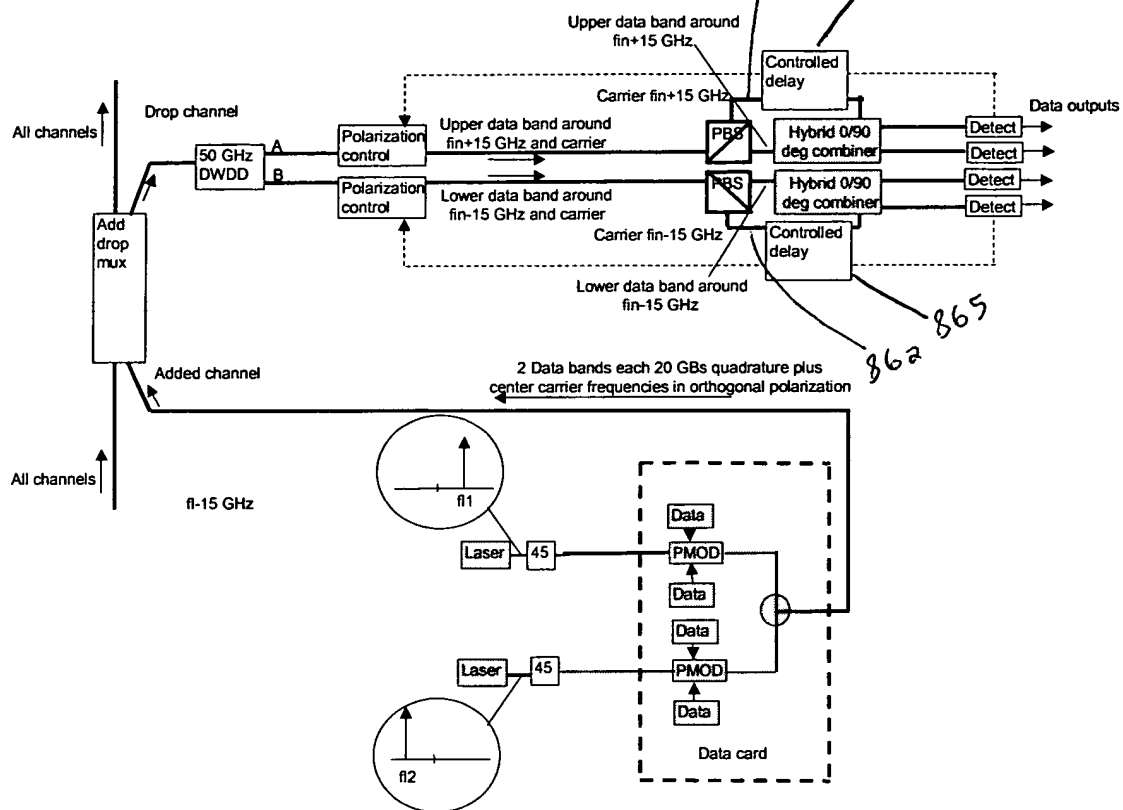 Upper data band around
fin+15 GHz
Controlled
delay
Carrier fin+15 GHz
Drop channel
All channels
50 GHz
DWDD
A
B
Polarization
control
Upper data band around
fin+15 GHz and carrier
PBS
Hybrid 0/90
deg combiner
Detect
Detect
Data outputs
Polarization
control
Lower data band around
fin-15 GHz and carrier
PBS
Hybrid 0/90
deg combiner
Detect
Detect
Add
drop
mux
Carrier fin-15 GHz
Controlled
delay
Lower data band around
fin-15 GHz
865
862
Added channel
2 Data bands each 20 GBs quadrature plus
center carrier frequencies in orthogonal polarization
All channels
fl-15 GHz
fl1
Laser
45
Data
PMOD
Data
Data
Laser
45
PMOD
Data
fl2
Data card